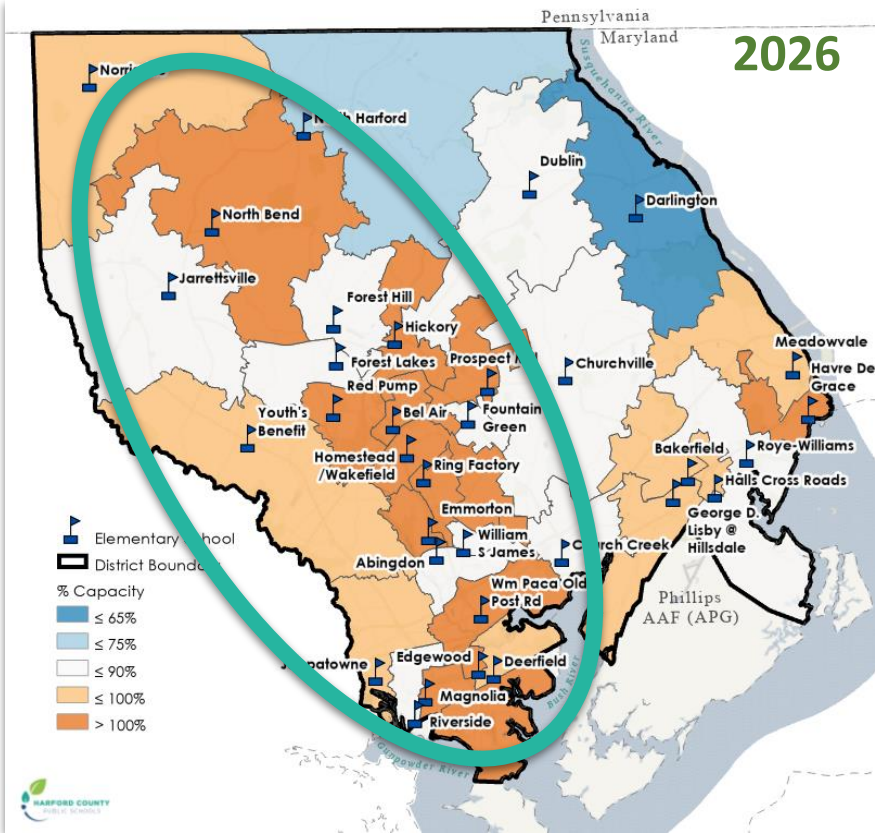 Pennsylvania
Maryland
2026
Susquehanna River
North Harford
Dublin
Darlington
North Bend
Jarrettsville
Forest Hill
Hickory
Forest Lakes
Prospect
Churchville
Meadowvale
Havre De
Grace
Red Pump
Youth's
Benefit
Bel Air
Fountain
Green
Homestead
/Wakefield
Ring Factory
Bakerfield
Roye-Williams
Halls Cross Roads
George D.
Lisby @
Hillsdale
Emmorton
William
S James
Abingdon
Church Creek
Wm Paca Old
Post Rd
Phillips
AAF (APG)
Edgewood
Deerfield
Magnolia
Riverside
Bush River
Gunpowder River
Elementary School
District
% Capacity
≤ 65%
≤ 75%
≤ 90%
≤ 100%
> 100%
HARFORD COUNTY
PUBLIC SCHOOLS